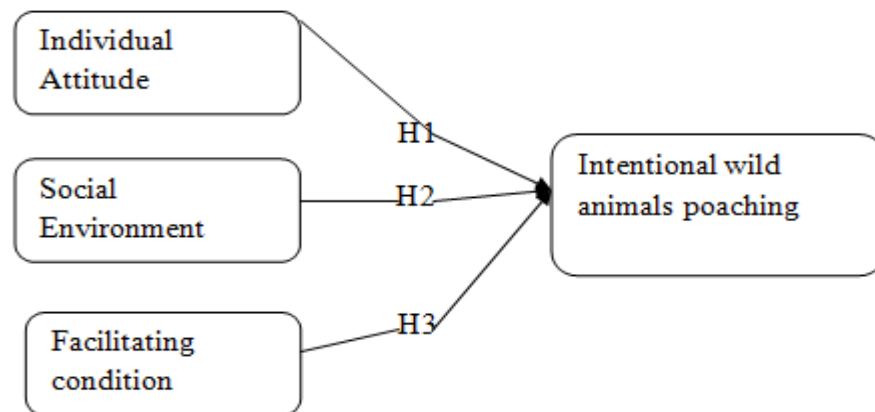 Individual
Attitude
H1
Social
Environment
H2
Intentional wild
animals poaching
H3
Facilitating
condition